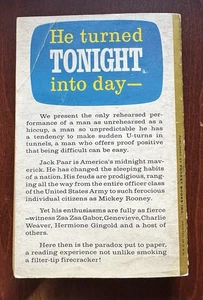 He turned
TONIGHT
into day—
We present the only rehearsed per-
formance of a man as unrehearsed as a
hiccup, a man so unpredictable he has
a tendency to make sudden U-turns in
tunnels, a man who offers proof positive
that being difficult can be easy.
Jack Paar is America's midnight mav-
erick. He has changed the sleeping habits
of a nation. His feuds are prodigious, rang-
ing all the way from the entire officer class
of the United States Army to such ferocious
individual citizens as Mickey Rooney.
Yet his enthusiasms are fully as fierce
—witness Zsa Zsa Gabor, Genevieve, Charlie
Weaver, Hermione Gingold and a host of
others.
Here then is the paradox put to paper,
a reading experience not unlike smoking
a filter-tip firecracker!